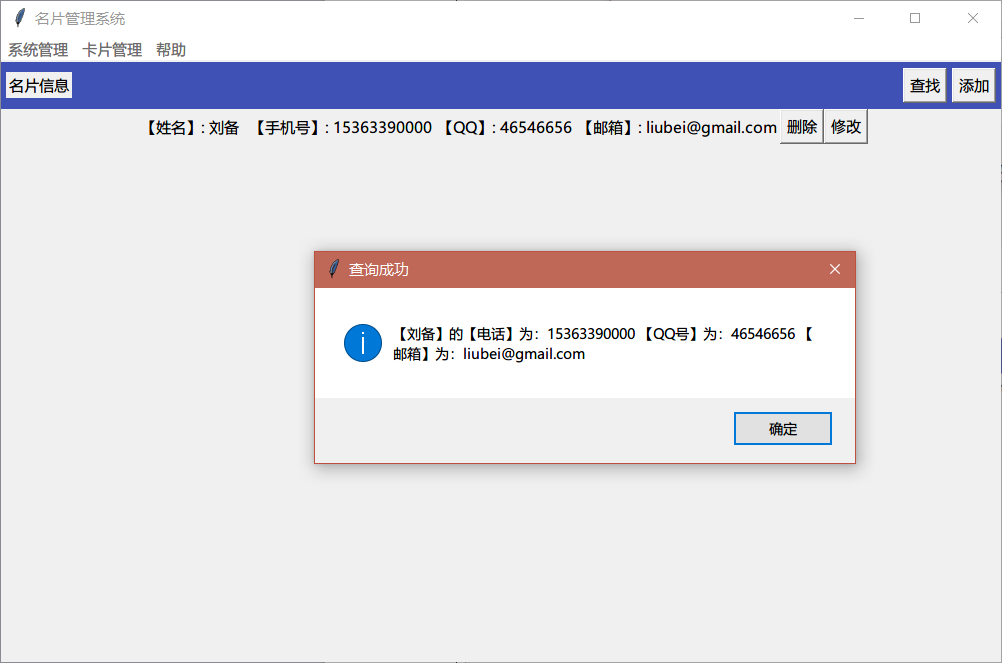 名片管理系统
系统管理 卡片管理 帮助
名片信息 查找 添加
【姓名】: 刘备 【手机号】: 15363390000 【QQ】: 46546656 【邮箱】: liubei@gmail.com 删除 修改
查询成功
【刘备】的【电话】为：15363390000 【QQ号】为：46546656 【
邮箱】为：liubei@gmail.com
确定